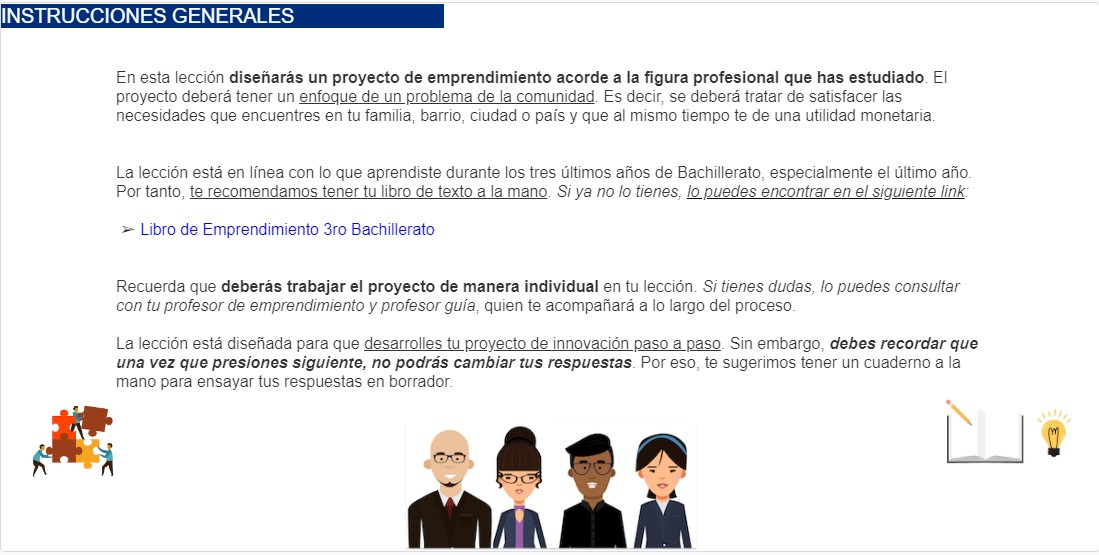 INSTRUCCIONES GENERALES
En esta lección diseñarás un proyecto de emprendimiento acorde a la figura profesional que has estudiado. El
proyecto deberá tener un enfoque de un problema de la comunidad. Es decir, se deberá tratar de satisfacer las
necesidades que encuentres en tu familia, barrio, ciudad o país y que al mismo tiempo te de una utilidad monetaria.
La lección está en línea con lo que aprendiste durante los tres últimos años de Bachillerato, especialmente el último año.
Por tanto, te recomendamos tener tu libro de texto a la mano. Si ya no lo tienes, lo puedes encontrar en el siguiente link:
➢ Libro de Emprendimiento 3ro Bachillerato
Recuerda que deberás trabajar el proyecto de manera individual en tu lección. Si tienes dudas, lo puedes consultar
con tu profesor de emprendimiento y profesor guía, quien te acompañará a lo largo del proceso.
La lección está diseñada para que desarrolles tu proyecto de innovación paso a paso. Sin embargo, debes recordar que
una vez que presiones siguiente, no podrás cambiar tus respuestas. Por eso, te sugerimos tener un cuaderno a la
mano para ensayar tus respuestas en borrador.